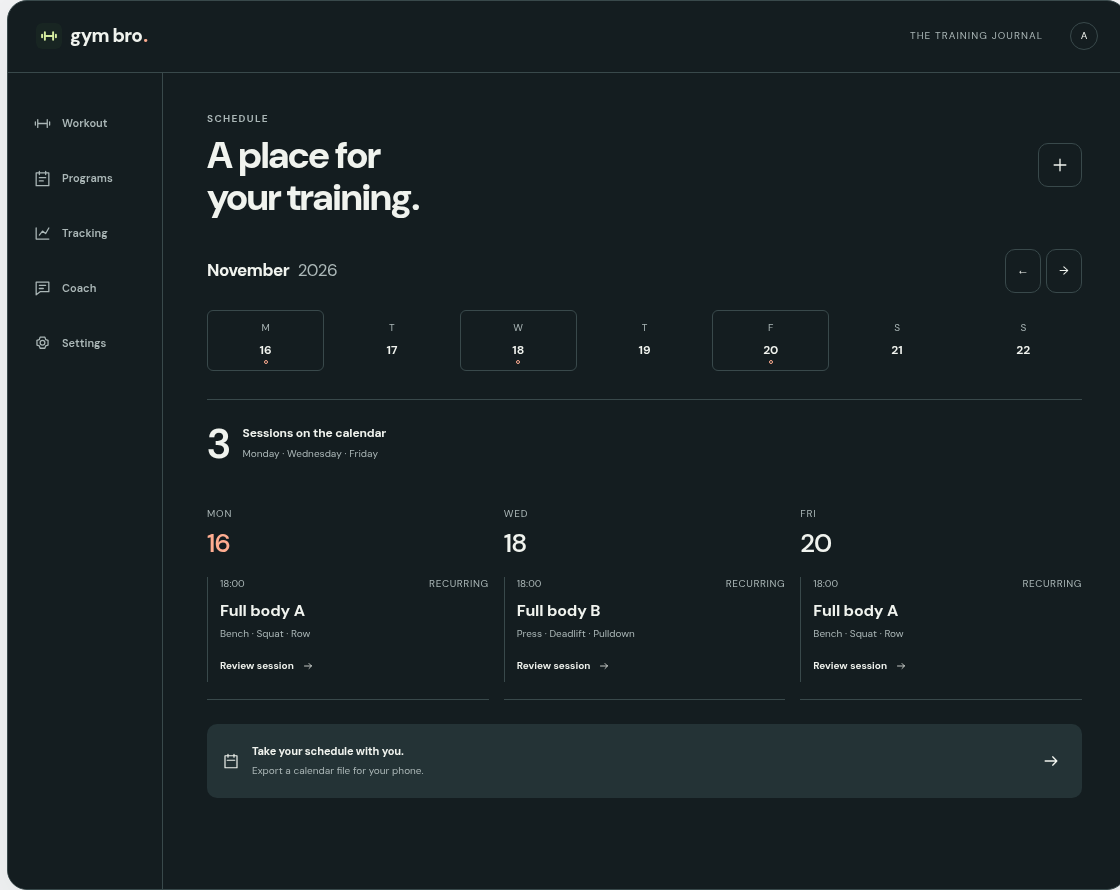 gym bro.
THE TRAINING JOURNAL
A
Workout
Programs
Tracking
Coach
Settings
SCHEDULE
A place for
your training.
+
November 2026
← →
M T W T F S S
16 17 18 19 20 21 22
3
Sessions on the calendar
Monday · Wednesday · Friday
MON
16
18:00 RECURRING
Full body A
Bench · Squat · Row
Review session →
WED
18
18:00 RECURRING
Full body B
Press · Deadlift · Pulldown
Review session →
FRI
20
18:00 RECURRING
Full body A
Bench · Squat · Row
Review session →
Take your schedule with you.
Export a calendar file for your phone.
→